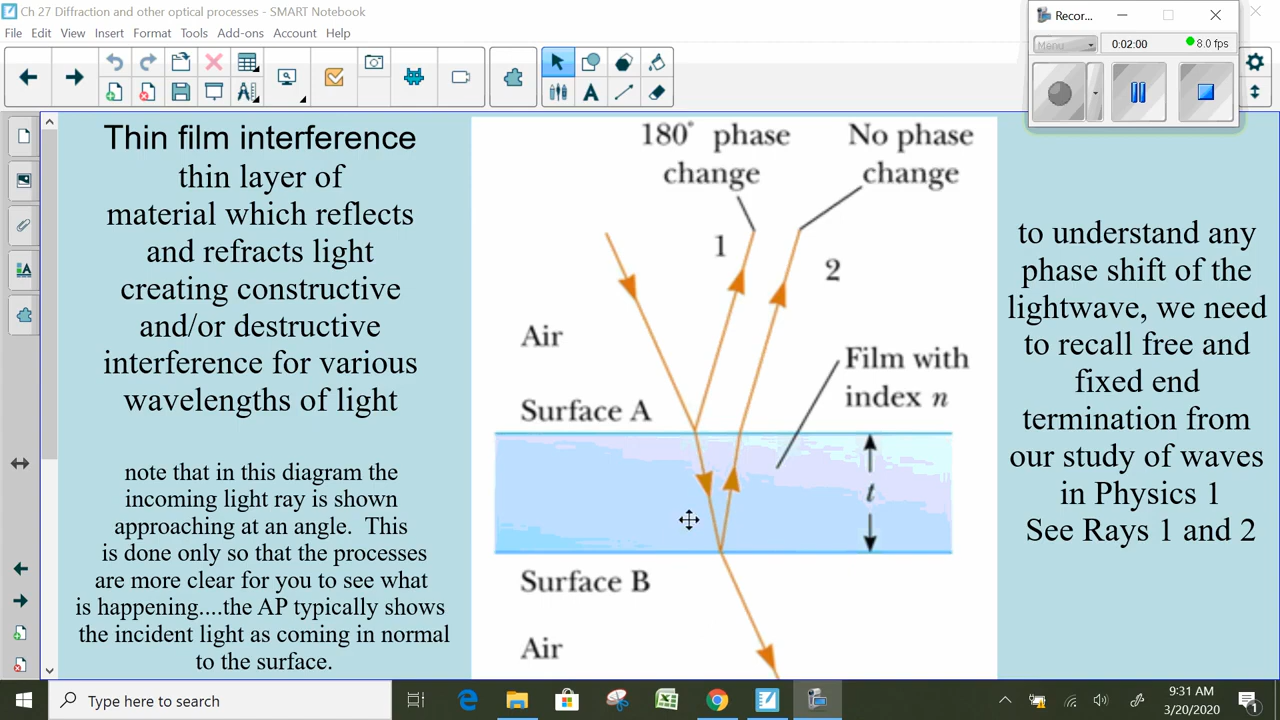 Ch 27 Diffraction and other optical processes - SMART Notebook
File Edit View Insert Format Tools Add-ons Account Help
Recor...
Menu
0:02:00
8.0 fps
Thin film interference
thin layer of
material which reflects
and refracts light
creating constructive
and/or destructive
interference for various
wavelengths of light
note that in this diagram the
incoming light ray is shown
approaching at an angle. This
is done only so that the processes
are more clear for you to see what
is happening....the AP typically shows
the incident light as coming in normal
to the surface.
180° phase
change
No phase
change
1
2
Air
Film with
index n
Surface A
t
Surface B
Air
to understand any
phase shift of the
lightwave, we need
to recall free and
fixed end
termination from
our study of waves
in Physics 1
See Rays 1 and 2
Type here to search
9:31 AM
3/20/2020
1